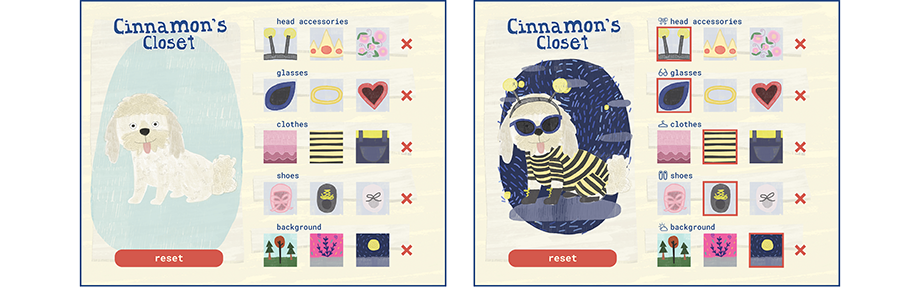 Cinnamon's
Closet
head accessories
glasses
clothes
shoes
background
reset
Cinnamon's
Closet
head accessories
glasses
clothes
shoes
background
reset